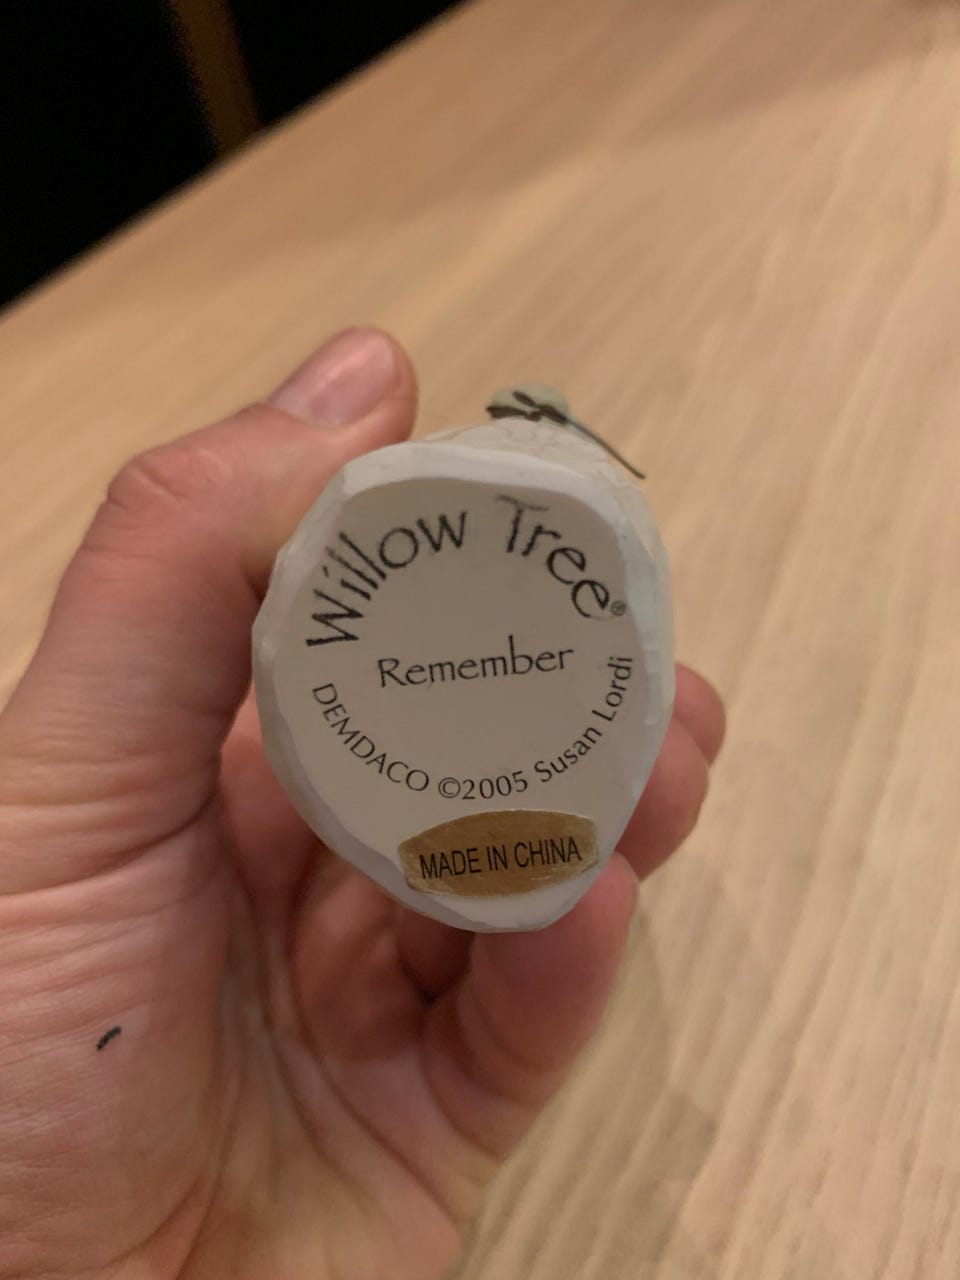 Willow Tree®
Remember
DEMDACO ©2005 Susan Lordi
MADE IN CHINA